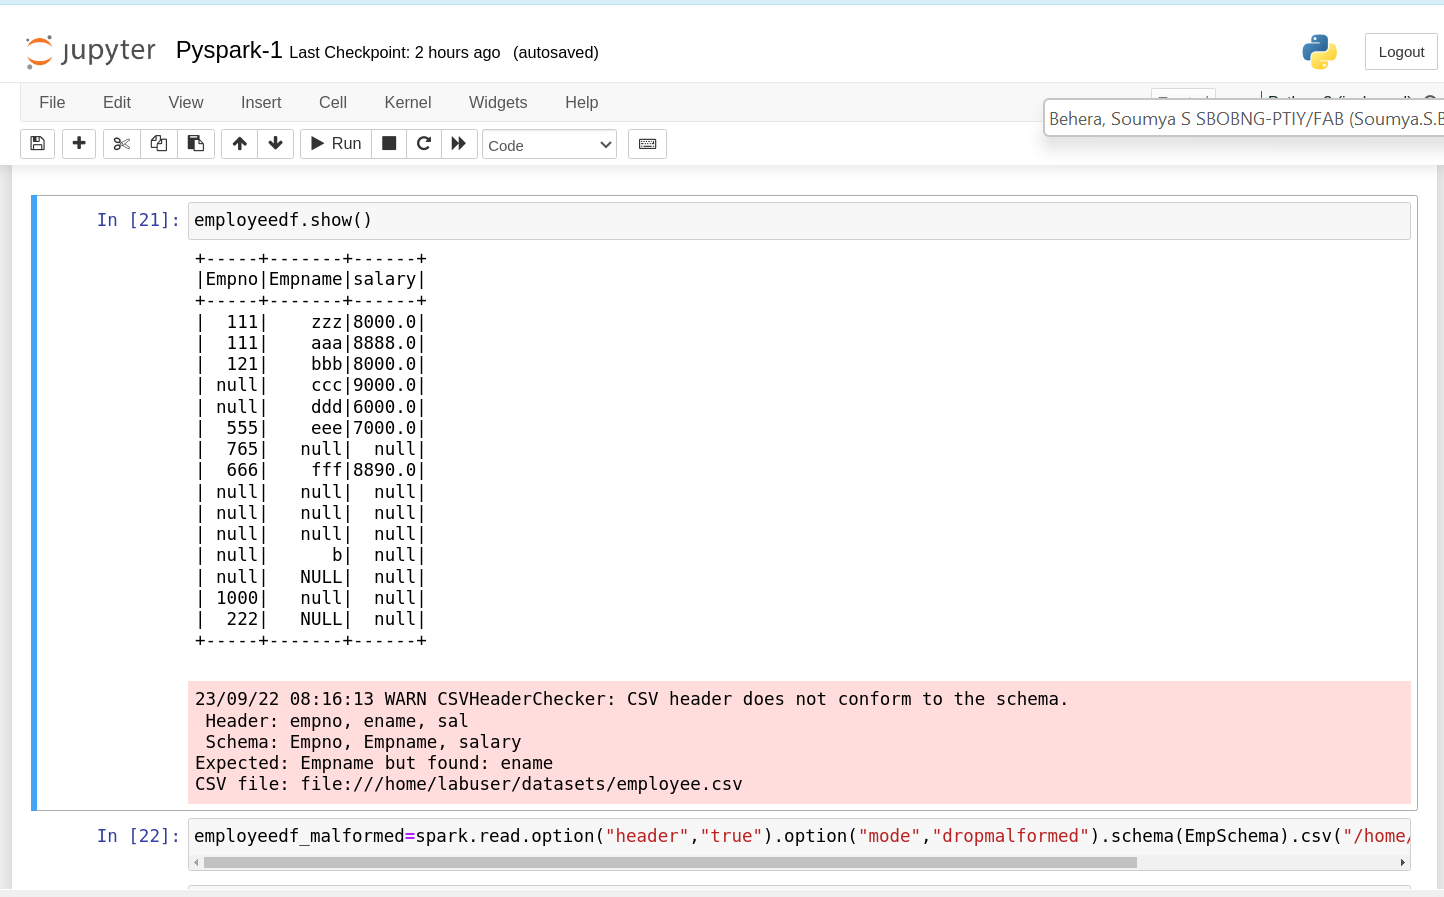 jupyter Pyspark-1 Last Checkpoint: 2 hours ago (autosaved)
Logout
File Edit View Insert Cell Kernel Widgets Help
Behera, Soumya S SBOBNG-PTIY/FAB (Soumya.S.B
Run Code
In [21]: employeedf.show()
+-----+-------+------+
|Empno|Empname|salary|
+-----+-------+------+
|  111|    zzz|8000.0|
|  111|    aaa|8888.0|
|  121|    bbb|8000.0|
| null|    ccc|9000.0|
| null|    ddd|6000.0|
|  555|    eee|7000.0|
|  765|   null|  null|
|  666|    fff|8890.0|
| null|   null|  null|
| null|   null|  null|
| null|   null|  null|
| null|      b|  null|
| null|   NULL|  null|
| 1000|   null|  null|
|  222|   NULL|  null|
+-----+-------+------+
23/09/22 08:16:13 WARN CSVHeaderChecker: CSV header does not conform to the schema.
 Header: empno, ename, sal
 Schema: Empno, Empname, salary
Expected: Empname but found: ename
CSV file: file:///home/labuser/datasets/employee.csv
In [22]: employeedf_malformed=spark.read.option("header","true").option("mode","dropmalformed").schema(EmpSchema).csv("/home/